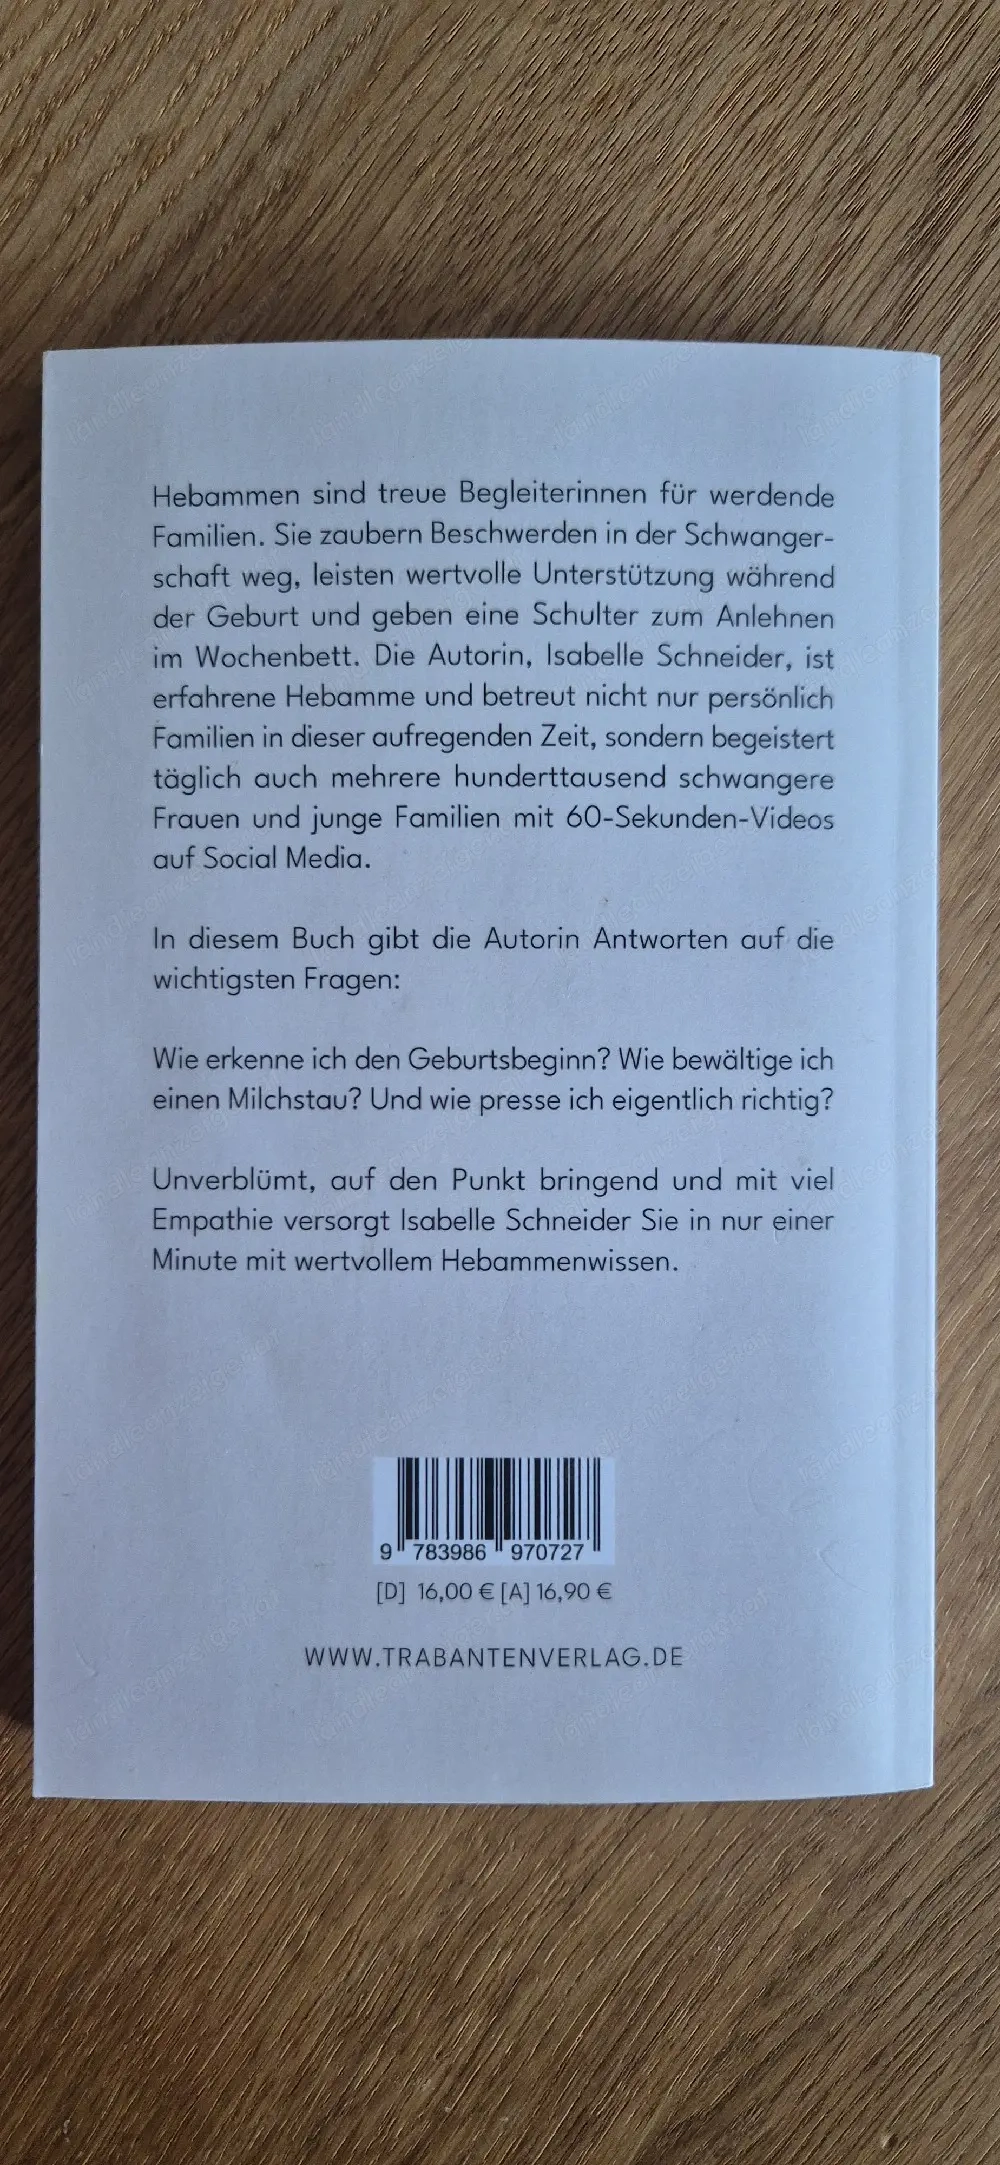 Hebammen sind treue Begleiterinnen für werdende
Familien. Sie zaubern Beschwerden in der Schwanger-
schaft weg, leisten wertvolle Unterstützung während
der Geburt und geben eine Schulter zum Anlehnen
im Wochenbett. Die Autorin, Isabelle Schneider, ist
erfahrene Hebamme und betreut nicht nur persönlich
Familien in dieser aufregenden Zeit, sondern begeistert
täglich auch mehrere hunderttausend schwangere
Frauen und junge Familien mit 60-Sekunden-Videos
auf Social Media.
In diesem Buch gibt die Autorin Antworten auf die
wichtigsten Fragen:
Wie erkenne ich den Geburtsbeginn? Wie bewältige ich
einen Milchstau? Und wie presse ich eigentlich richtig?
Unverblümt, auf den Punkt bringend und mit viel
Empathie versorgt Isabelle Schneider Sie in nur einer
Minute mit wertvollem Hebammenwissen.
9 783986 970727
[D] 16,00 € [A] 16,90 €
WWW.TRABANTENVERLAG.DE